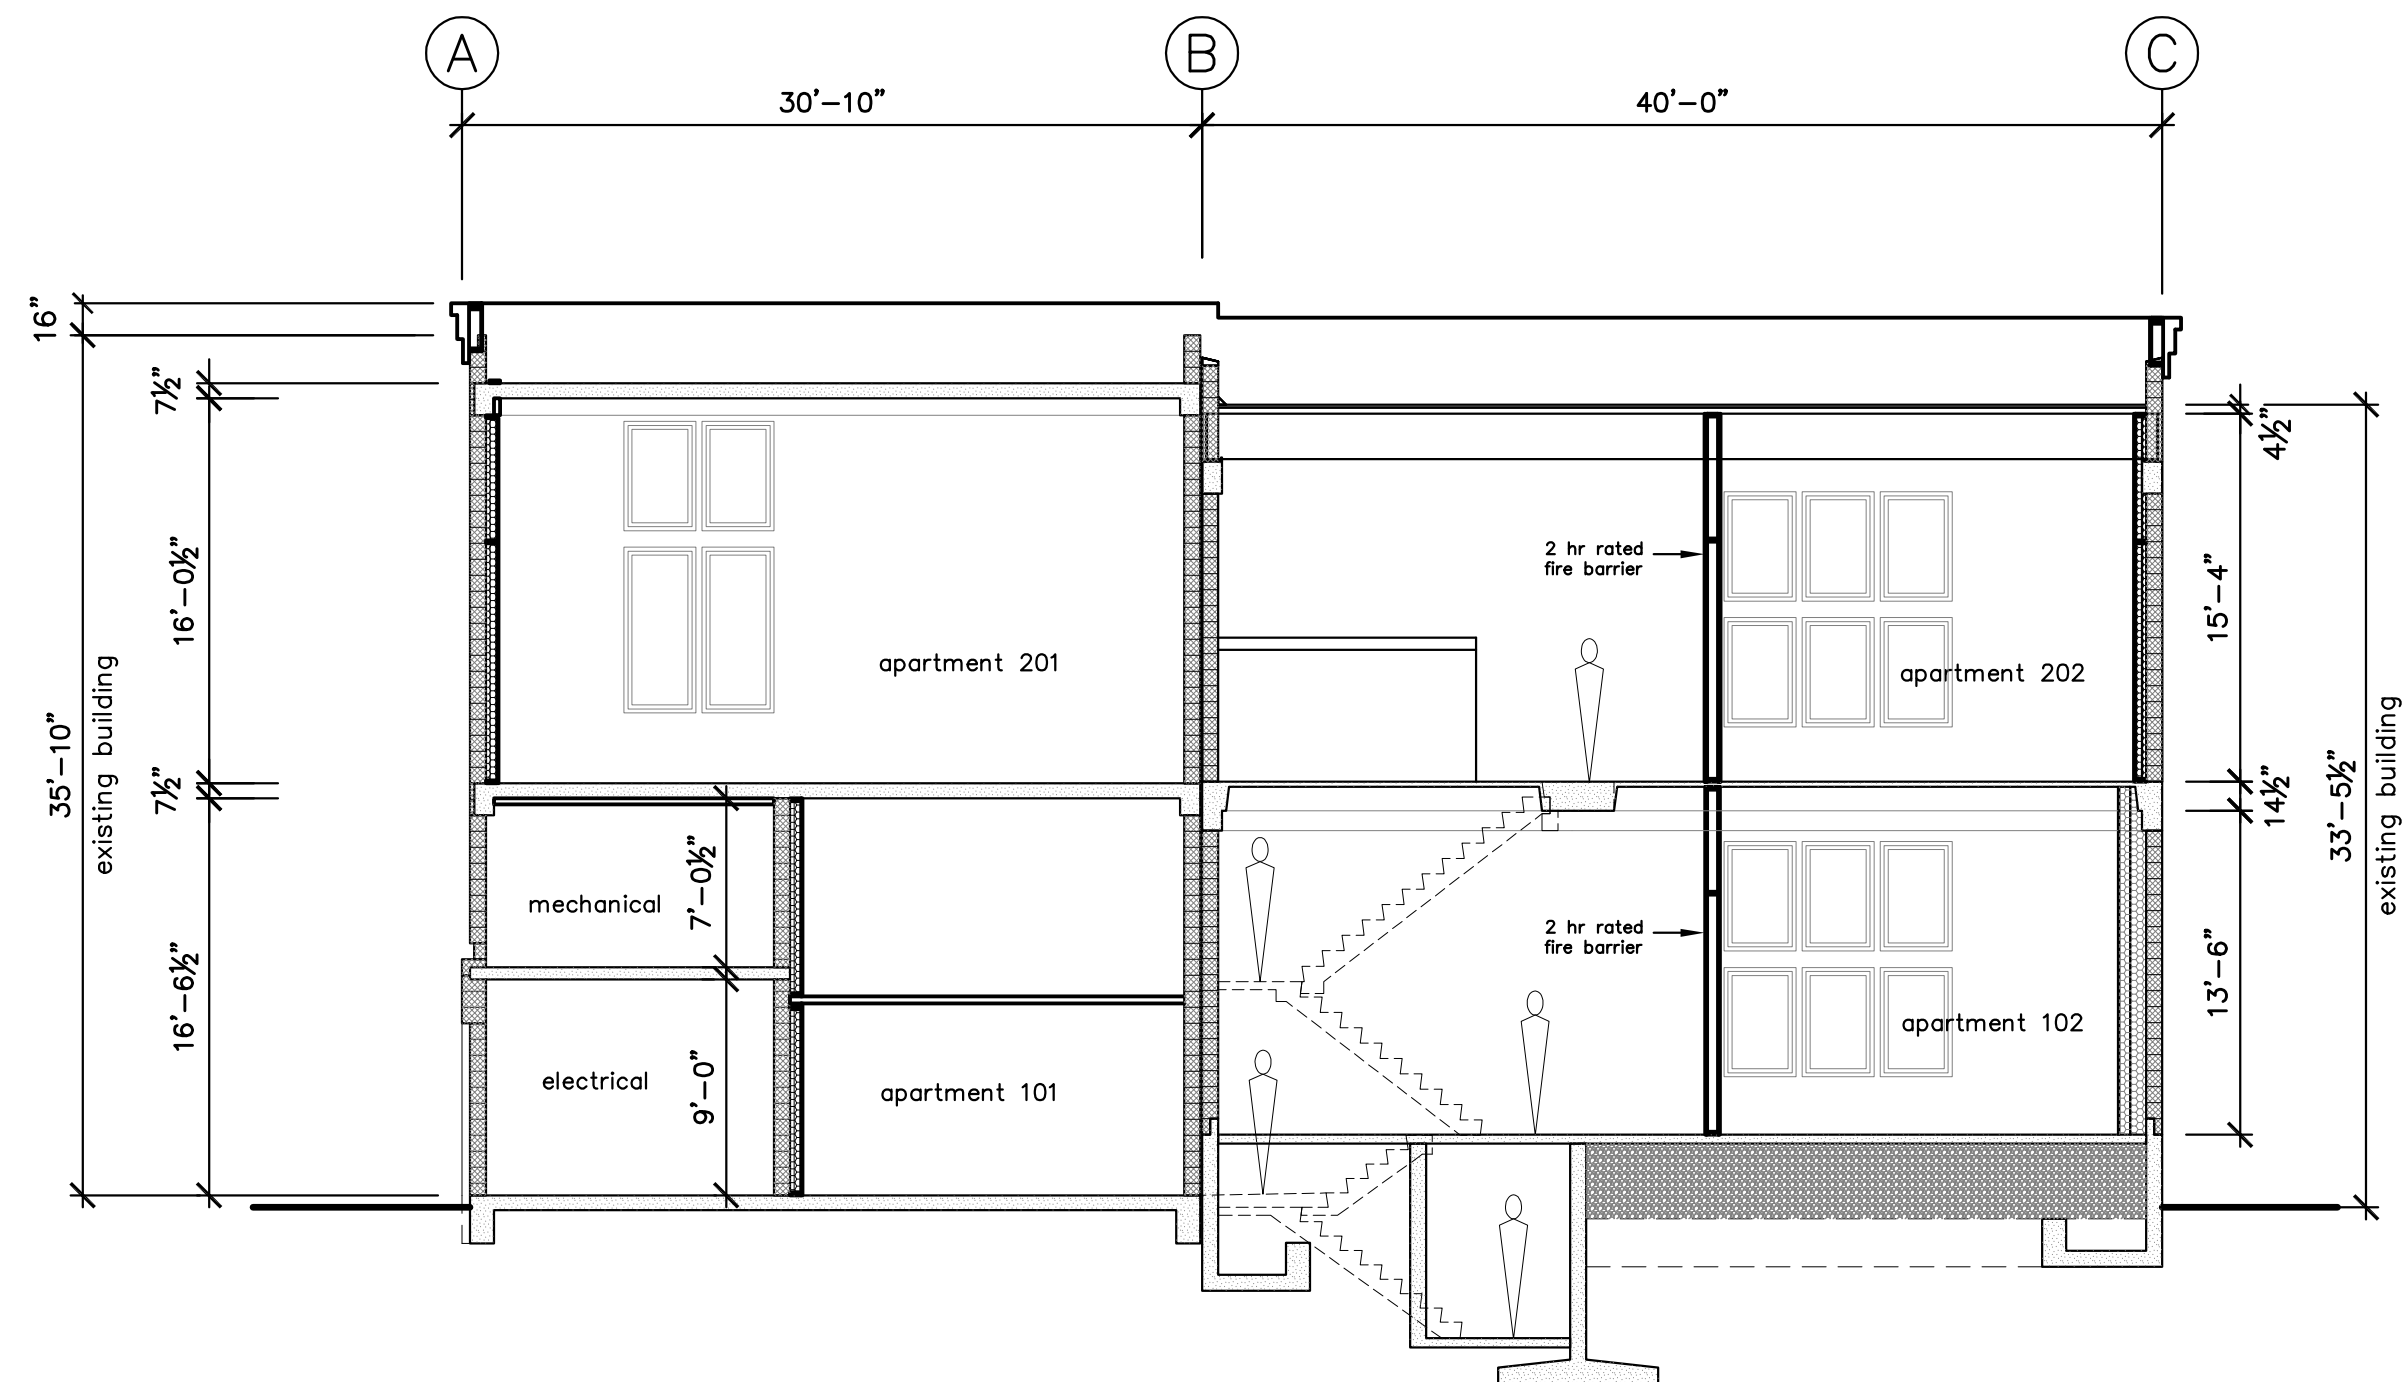 A
B
C
30'-10"
40'-0"
16"
7½"
4½"
2 hr rated
fire barrier
16'-0½"
15'-4"
apartment 201
apartment 202
35'-10"
existing building
7½"
14½"
33'-5½"
existing building
mechanical
7'-0½"
2 hr rated
fire barrier
16'-6½"
13'-6"
apartment 102
electrical
9'-0"
apartment 101